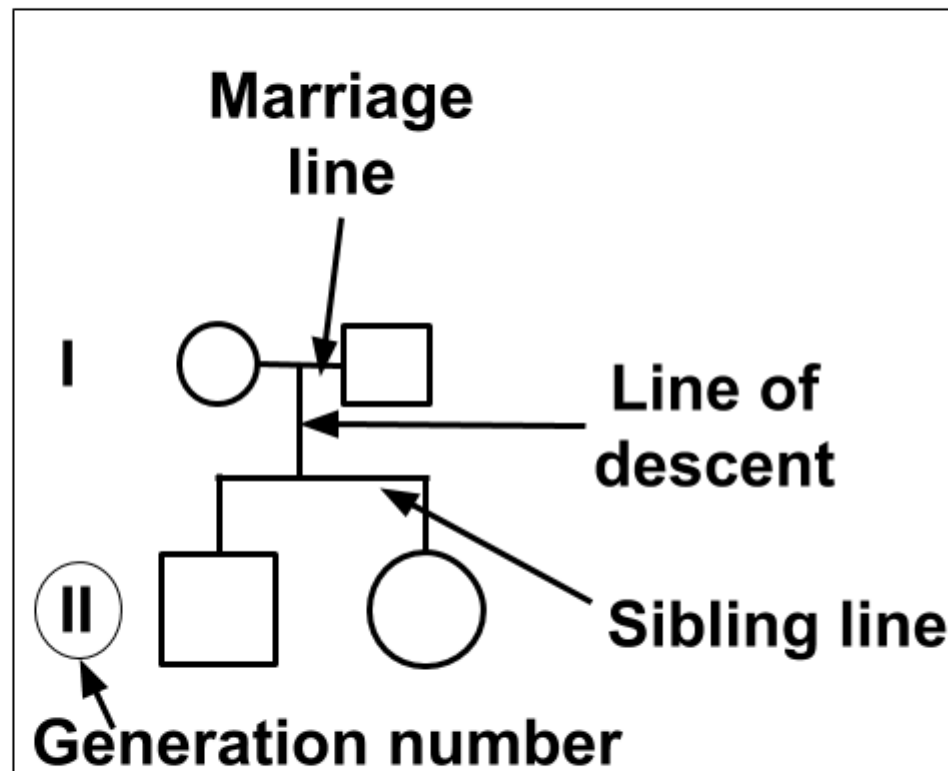 Marriage
line
I
Line of
descent
II
Sibling line
Generation number